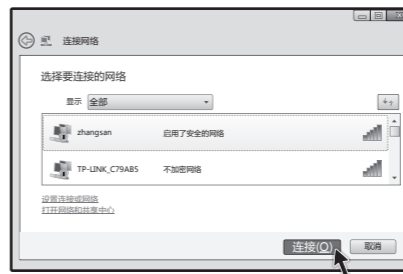 连接网络
选择要连接的网络
显示 全部
zhangsan 启用了安全的网络
TP-LINK_C79AB5 不加密网络
设置连接或网络
打开网络和共享中心
连接(O) 取消